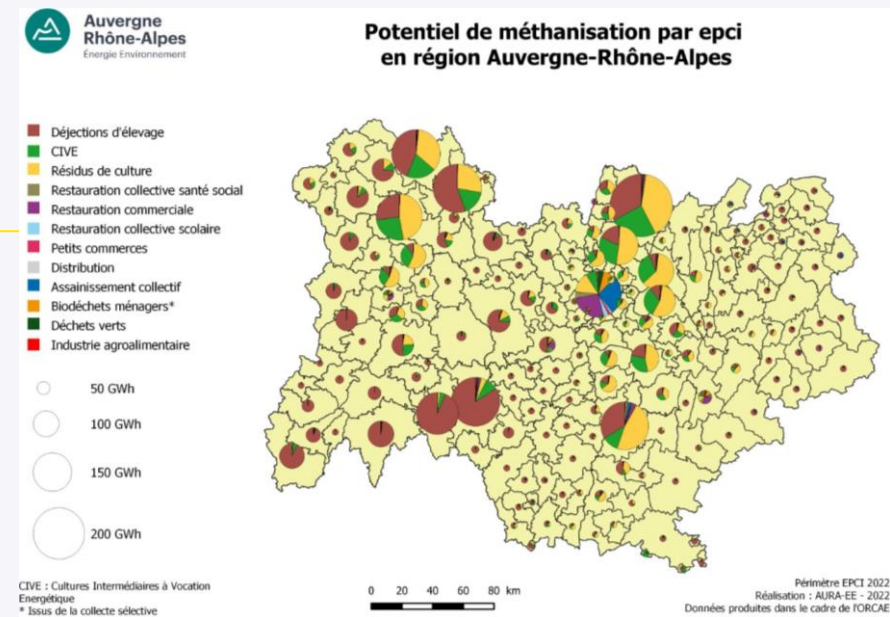 Auvergne
Rhône-Alpes
Énergie Environnement
Potentiel de méthanisation par epci
en région Auvergne-Rhône-Alpes
Déjections d'élevage
CIVE
Résidus de culture
Restauration collective santé social
Restauration commerciale
Restauration collective scolaire
Petits commerces
Distribution
Assainissement collectif
Biodéchets ménagers*
Déchets verts
Industrie agroalimentaire
50 GWh
100 GWh
150 GWh
200 GWh
CIVE : Cultures Intermédiaires à Vocation
Energétique
* Issus de la collecte sélective
0 20 40 60 80 km
Périmètre EPCI 2022
Réalisation : AURA-EE - 2022
Données produites dans le cadre de l'ORCAE